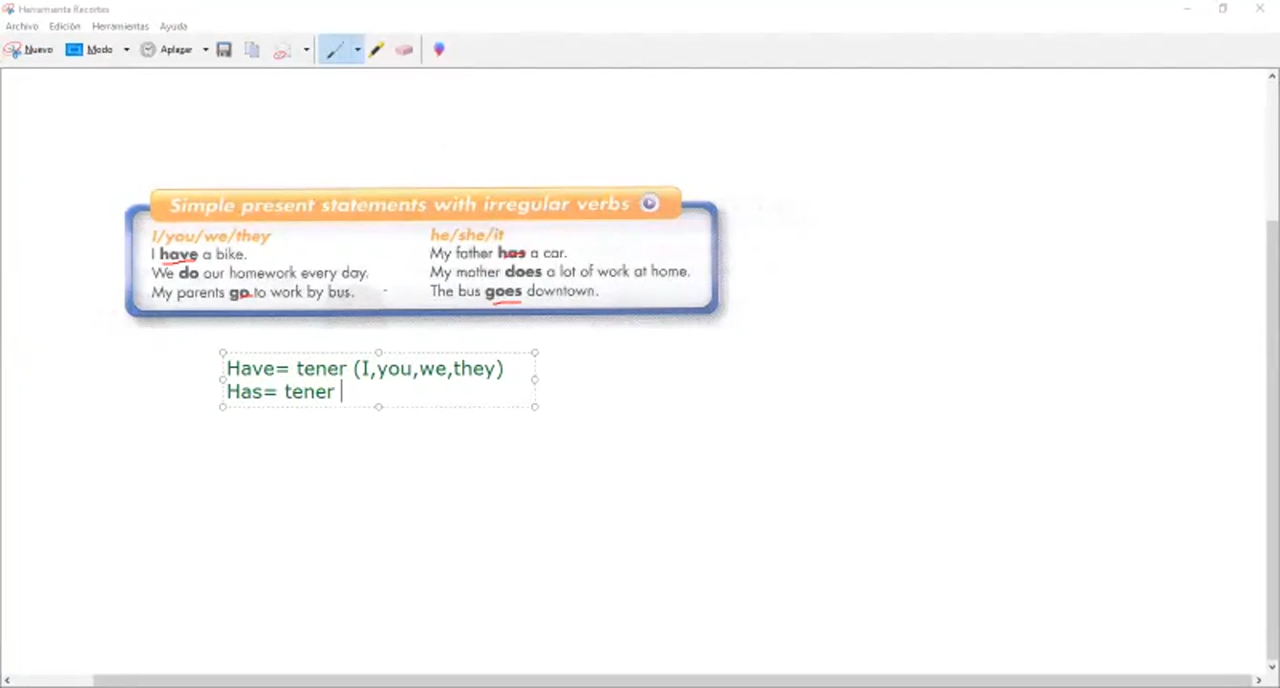 Herramienta Recortes
Archivo Edición Herramientas Ayuda
Nuevo Modo Aplazar
Simple present statements with irregular verbs
I/you/we/they
I have a bike.
We do our homework every day.
My parents go to work by bus.
he/she/it
My father has a car.
My mother does a lot of work at home.
The bus goes downtown.
Have= tener (I,you,we,they)
Has= tener